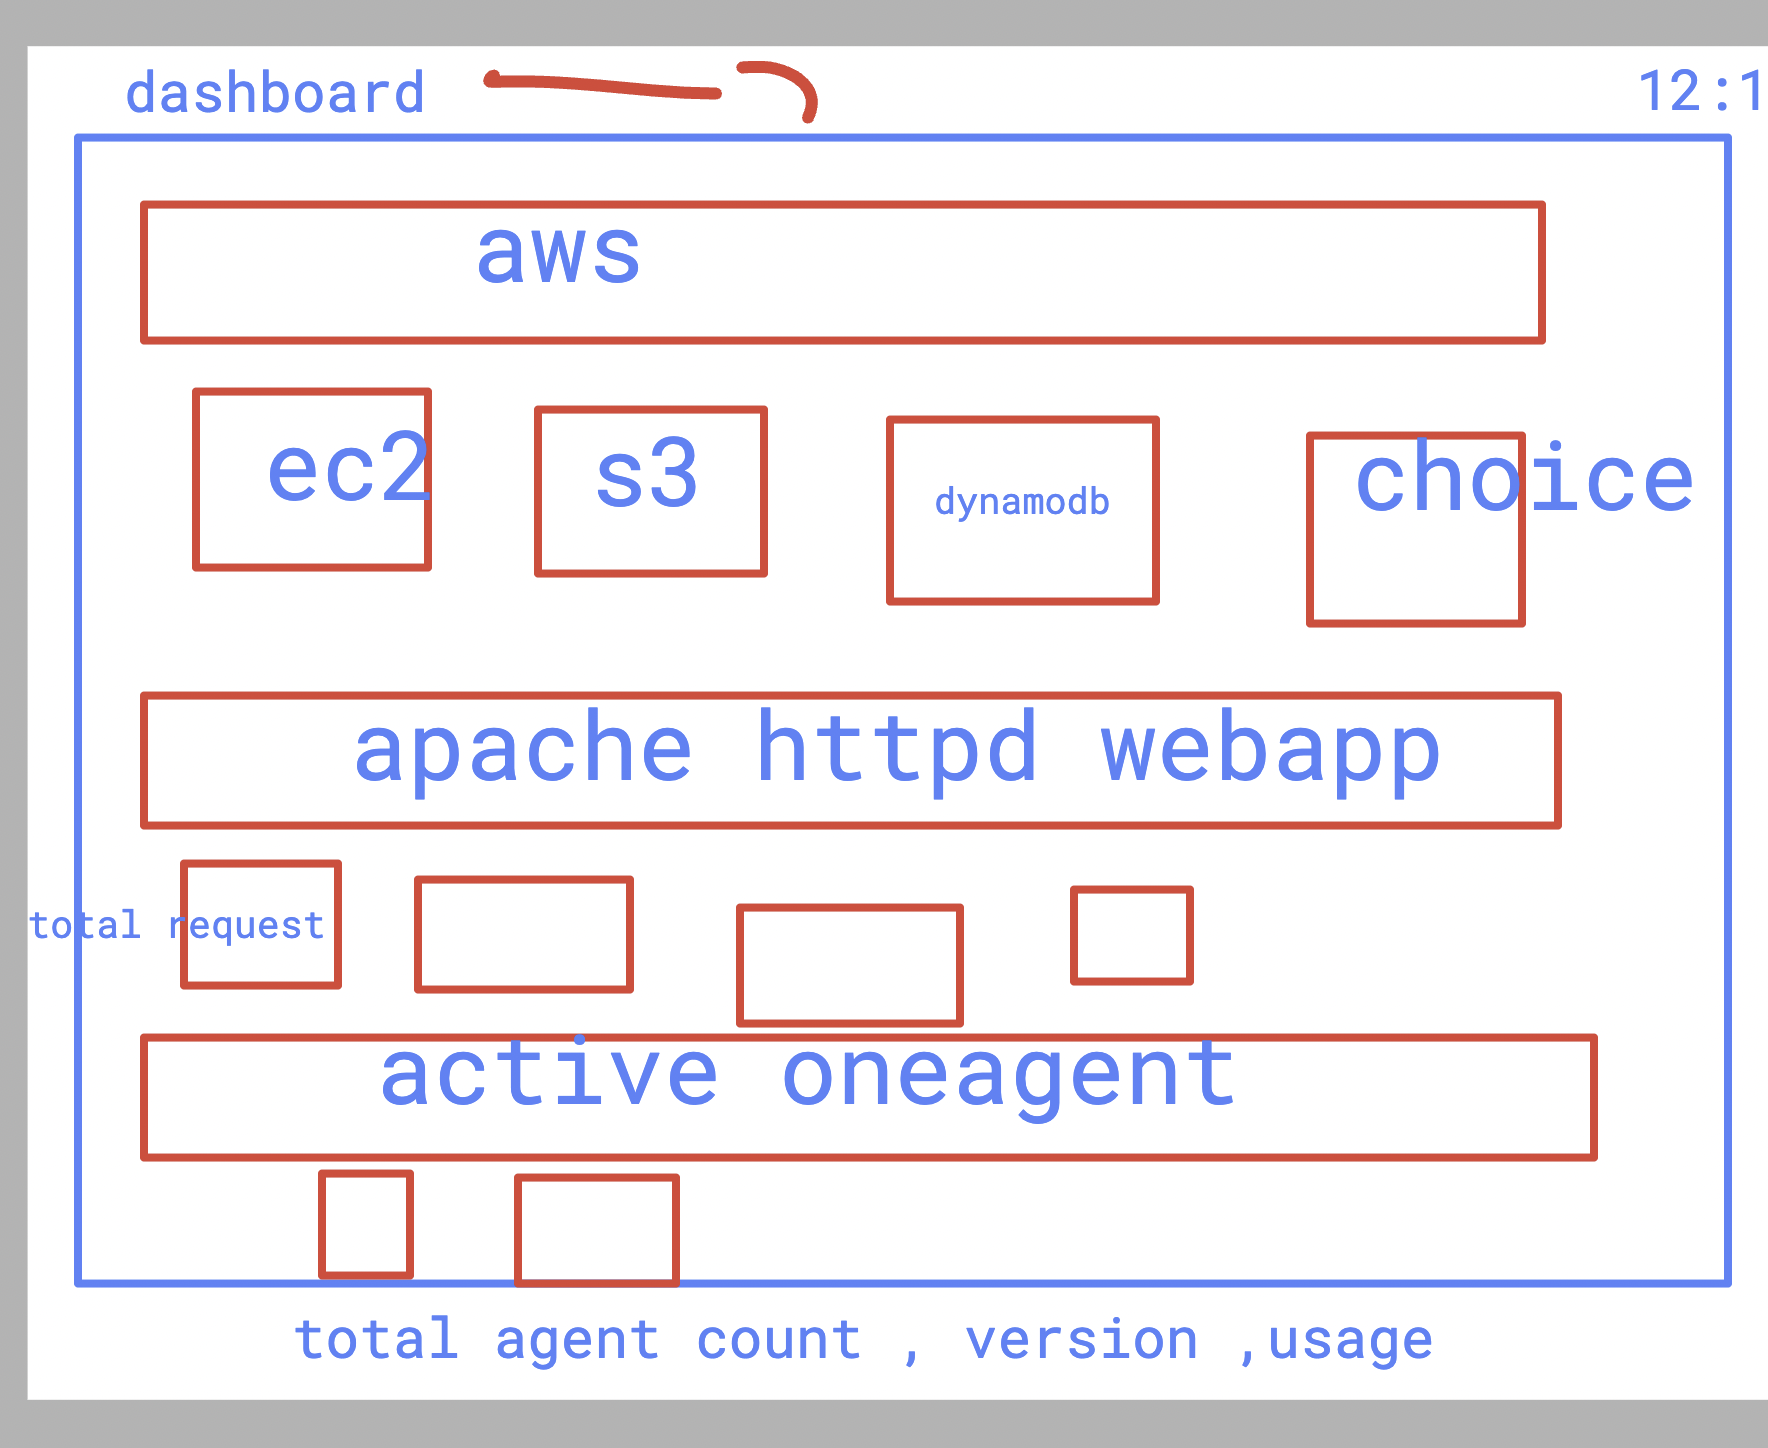 dashboard
12:1
aws
ec2
s3
dynamodb
choice
apache httpd webapp
total request
active oneagent
total agent count , version ,usage